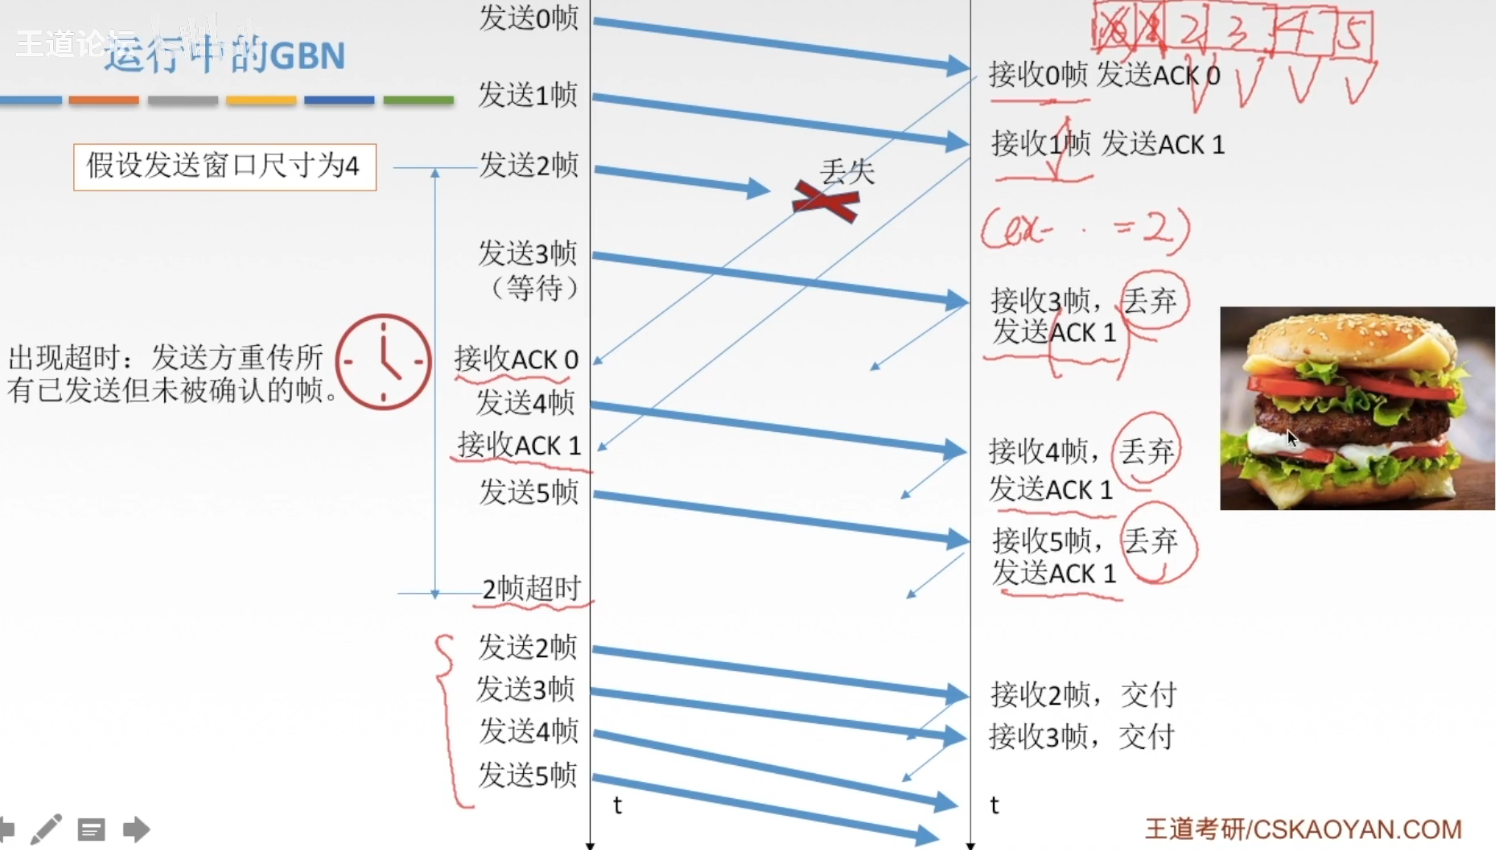 王道论坛
运行中的GBN
假设发送窗口尺寸为4
出现超时：发送方重传所
有已发送但未被确认的帧。
发送0帧
发送1帧
发送2帧
发送3帧
（等待）
接收ACK 0
发送4帧
接收ACK 1
发送5帧
2帧超时
发送2帧
发送3帧
发送4帧
发送5帧
t
丢失
2 3 4 5
接收0帧 发送ACK 0
接收1帧 发送ACK 1
(ex- · = 2)
接收3帧，丢弃
发送ACK 1
接收4帧，丢弃
发送ACK 1
接收5帧，丢弃
发送ACK 1
接收2帧，交付
接收3帧，交付
t
王道考研/CSKAOYAN.COM